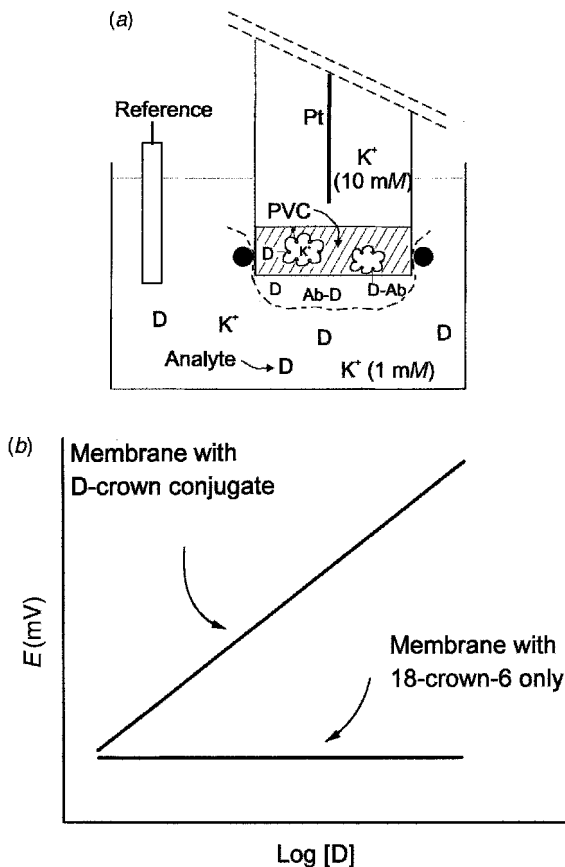 (a)
Reference
Pt
K⁺
(10 mM)
PVC
D K⁺
D Ab-D D-Ab
D K⁺ D D
Analyte D K⁺ (1 mM)
(b)
Membrane with
D-crown conjugate
E (mV)
Membrane with
18-crown-6 only
Log [D]